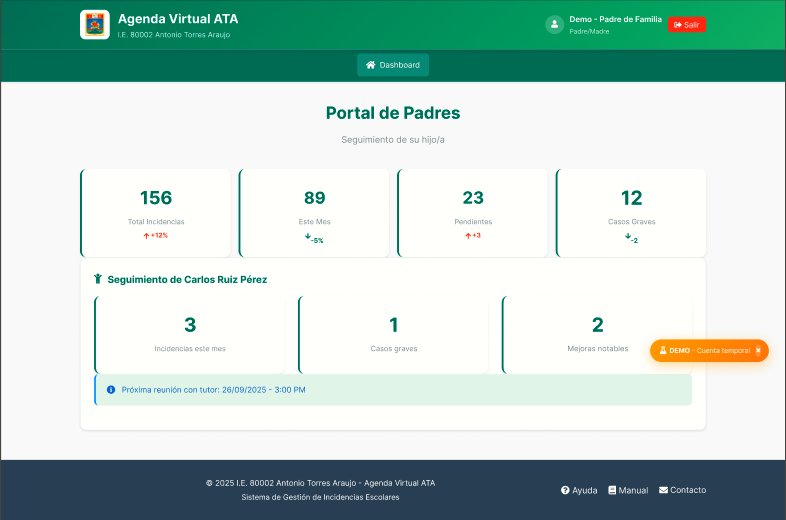 Agenda Virtual ATA
I.E. 80002 Antonio Torres Araujo
Demo - Padre de Familia
Padre/Madre
Salir
Dashboard
Portal de Padres
Seguimiento de su hijo/a
156
Total Incidencias
+12%
89
Este Mes
-5%
23
Pendientes
+3
12
Casos Graves
-2
Seguimiento de Carlos Ruiz Pérez
3
Incidencias este mes
1
Casos graves
2
Mejoras notables
DEMO - Cuenta temporal ×
Próxima reunión con tutor: 26/09/2025 - 3:00 PM
© 2025 I.E. 80002 Antonio Torres Araujo - Agenda Virtual ATA
Sistema de Gestión de Incidencias Escolares
Ayuda
Manual
Contacto